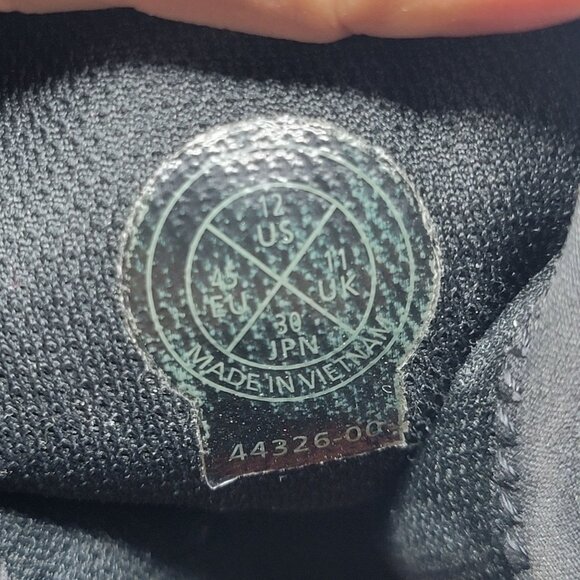 12
US
45
EU
11
UK
30
JPN
MADE IN VIETNAM
44326-00